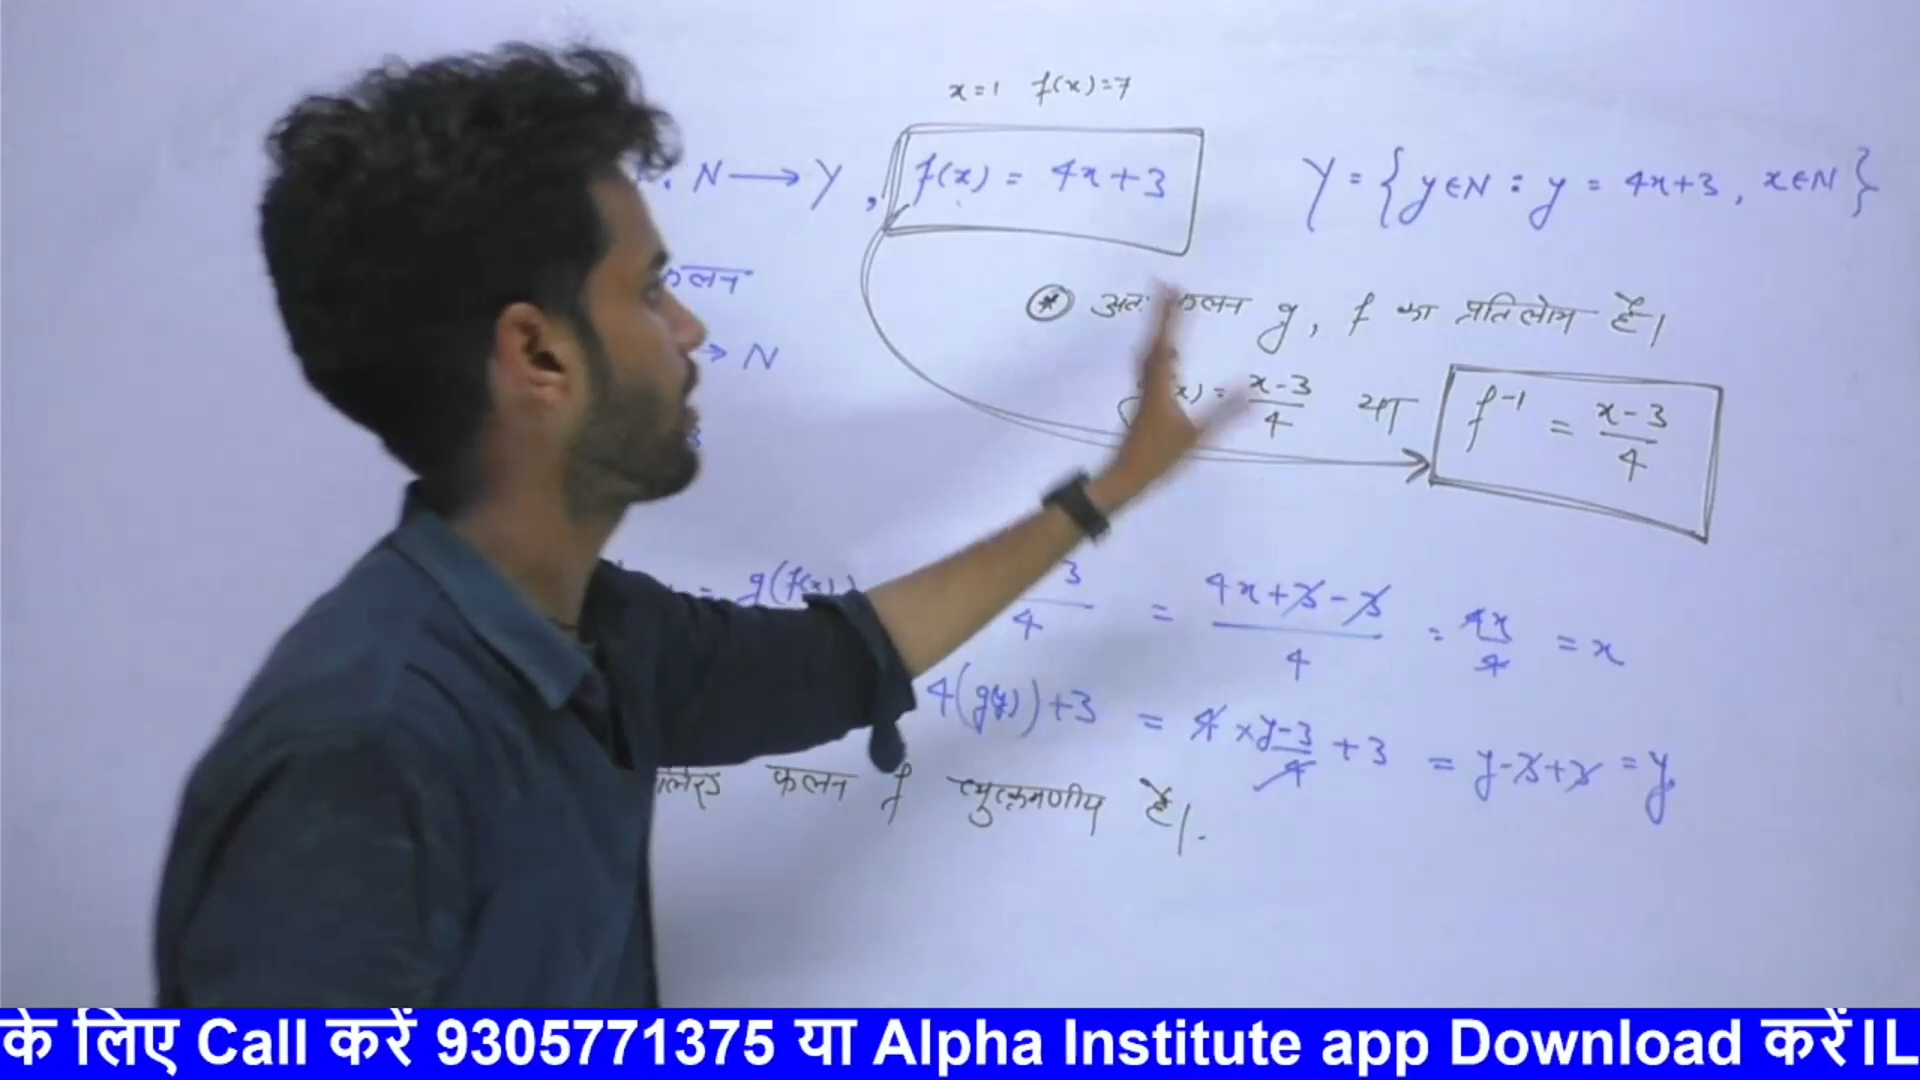 x=1 f(x)=7
N → Y, f(x) = 4x+3 Y = {y∈N : y = 4x+3, x∈N}
फलन
→ N
* अतः फलन g, f का प्रतिलोम है।
(x) = x-3/4 या f⁻¹ = x-3/4
= g(f(x)) 3/4 = 4x+3-3/4 = 4x/4 = x
4(g(y))+3 = 4 × y-3/4 + 3 = y-3+3 = y
फलन f व्युत्क्रमणीय है।
के लिए Call करें 9305771375 या Alpha Institute app Download करें।L